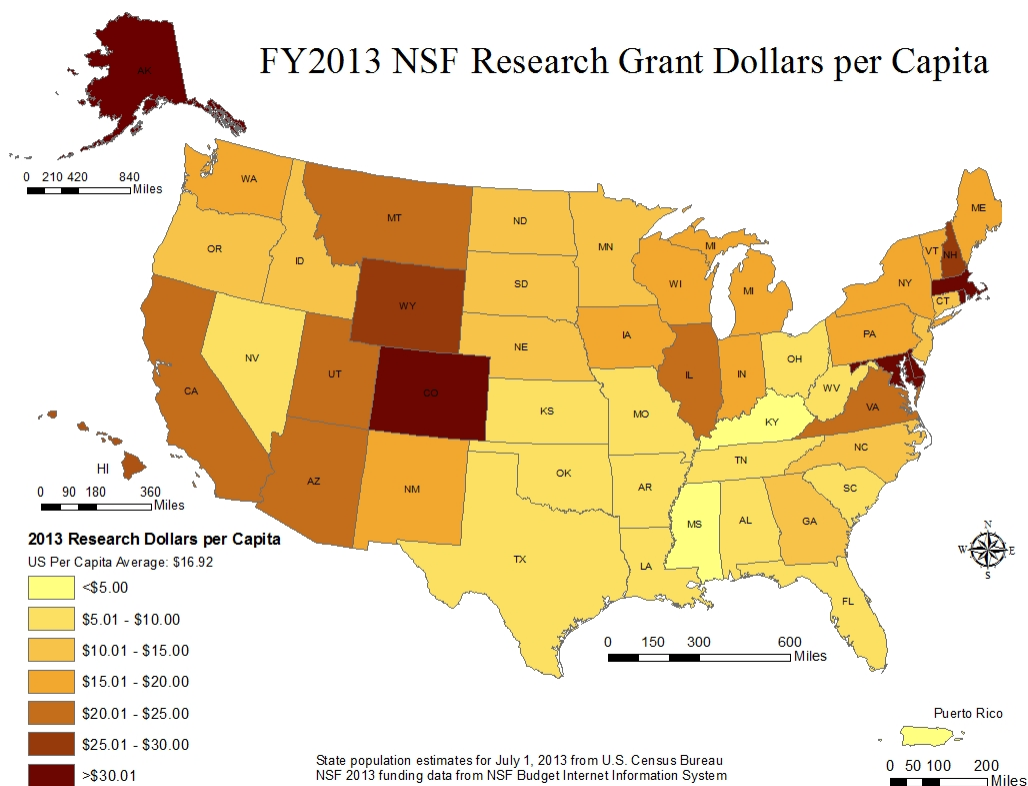 FY2013 NSF Research Grant Dollars per Capita
AK
0 210 420 840 Miles
WA
MT
ND
MN
ME
OR
ID
SD
WI
MI
MI
NY
VT
NH
CT
WY
NE
IA
PA
NV
UT
CO
IL
IN
OH
WV
VA
CA
KS
MO
KY
AZ
NM
OK
AR
TN
NC
SC
HI
0 90 180 360 Miles
MS
AL
GA
TX
LA
FL
N
W E
S
2013 Research Dollars per Capita
US Per Capita Average: $16.92
<$5.00
$5.01 - $10.00
$10.01 - $15.00
$15.01 - $20.00
$20.01 - $25.00
$25.01 - $30.00
>$30.01
0 150 300 600 Miles
Puerto Rico
0 50 100 200 Miles
State population estimates for July 1, 2013 from U.S. Census Bureau
NSF 2013 funding data from NSF Budget Internet Information System